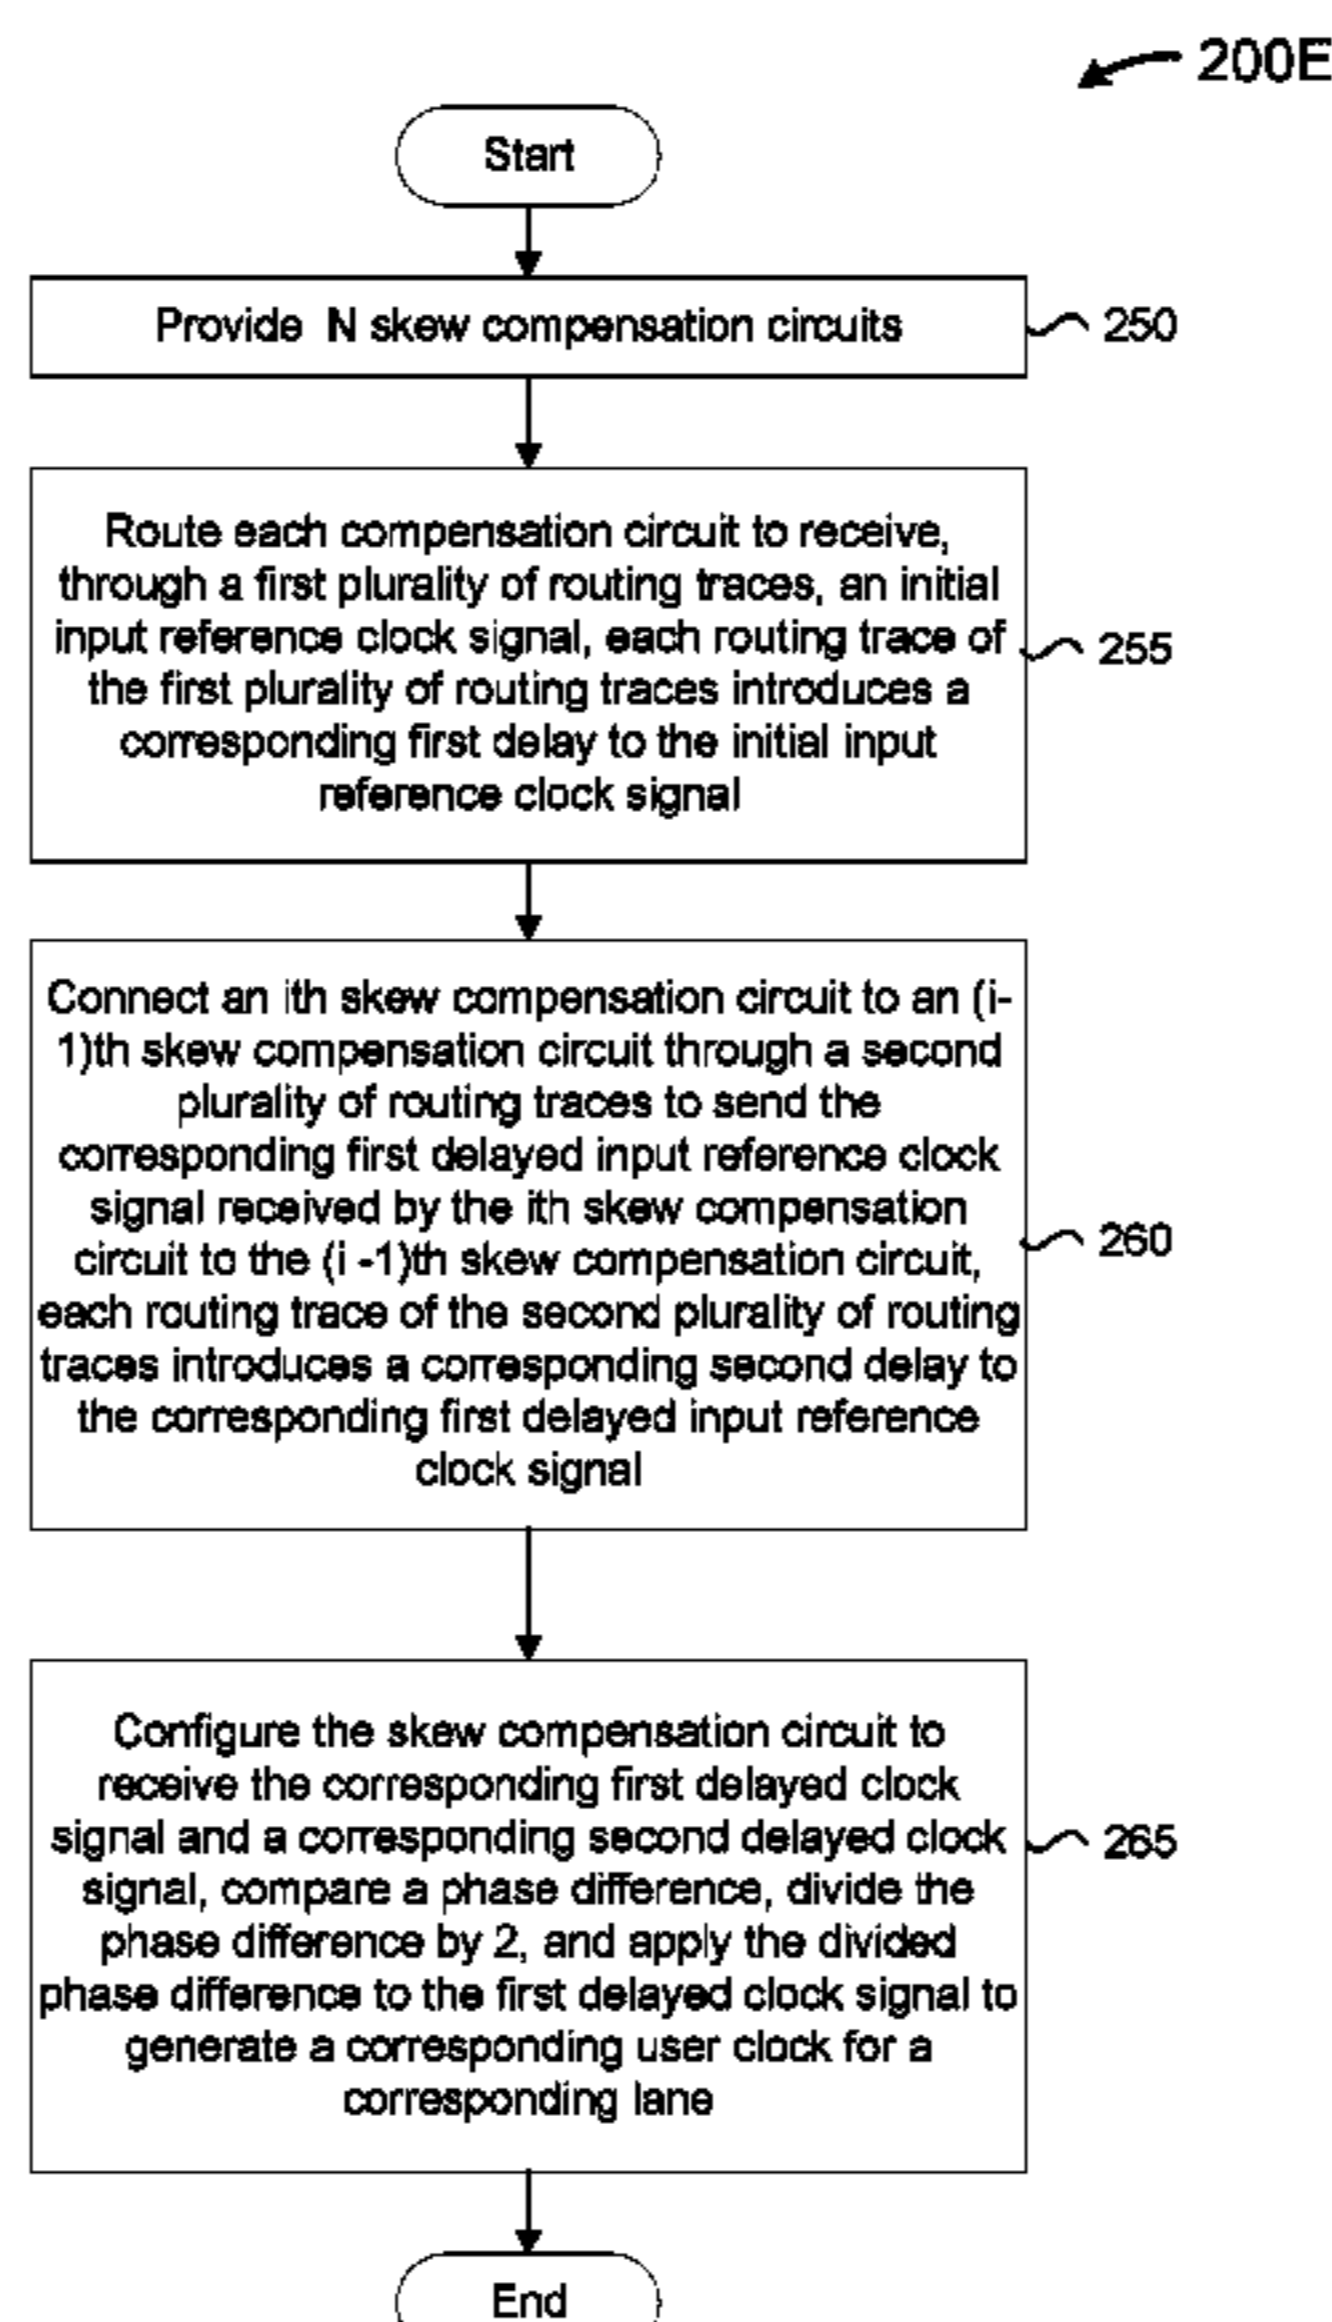 200E
Start
Provide N skew compensation circuits
250
Route each compensation circuit to receive,
through a first plurality of routing traces, an initial
input reference clock signal, each routing trace of
the first plurality of routing traces introduces a
corresponding first delay to the initial input
reference clock signal
255
Connect an ith skew compensation circuit to an (i-
1)th skew compensation circuit through a second
plurality of routing traces to send the
corresponding first delayed input reference clock
signal received by the ith skew compensation
circuit to the (i -1)th skew compensation circuit,
each routing trace of the second plurality of routing
traces introduces a corresponding second delay to
the corresponding first delayed input reference
clock signal
260
Configure the skew compensation circuit to
receive the corresponding first delayed clock
signal and a corresponding second delayed clock
signal, compare a phase difference, divide the
phase difference by 2, and apply the divided
phase difference to the first delayed clock signal to
generate a corresponding user clock for a
corresponding lane
265
End